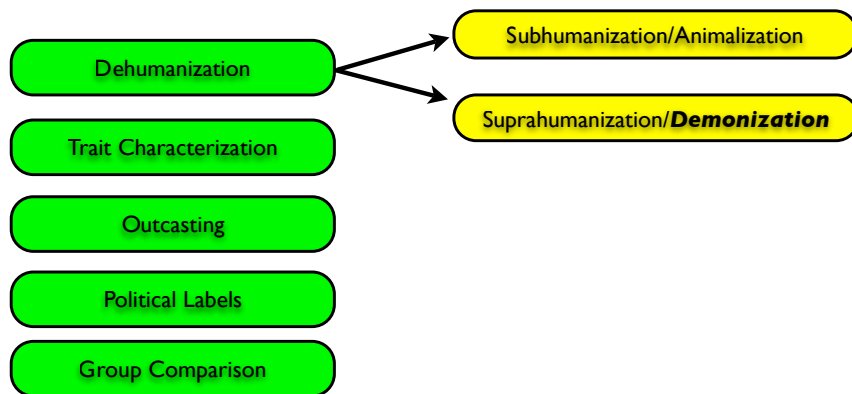 Dehumanization
Subhumanization/Animalization
Suprahumanization/Demonization
Trait Characterization
Outcasting
Political Labels
Group Comparison